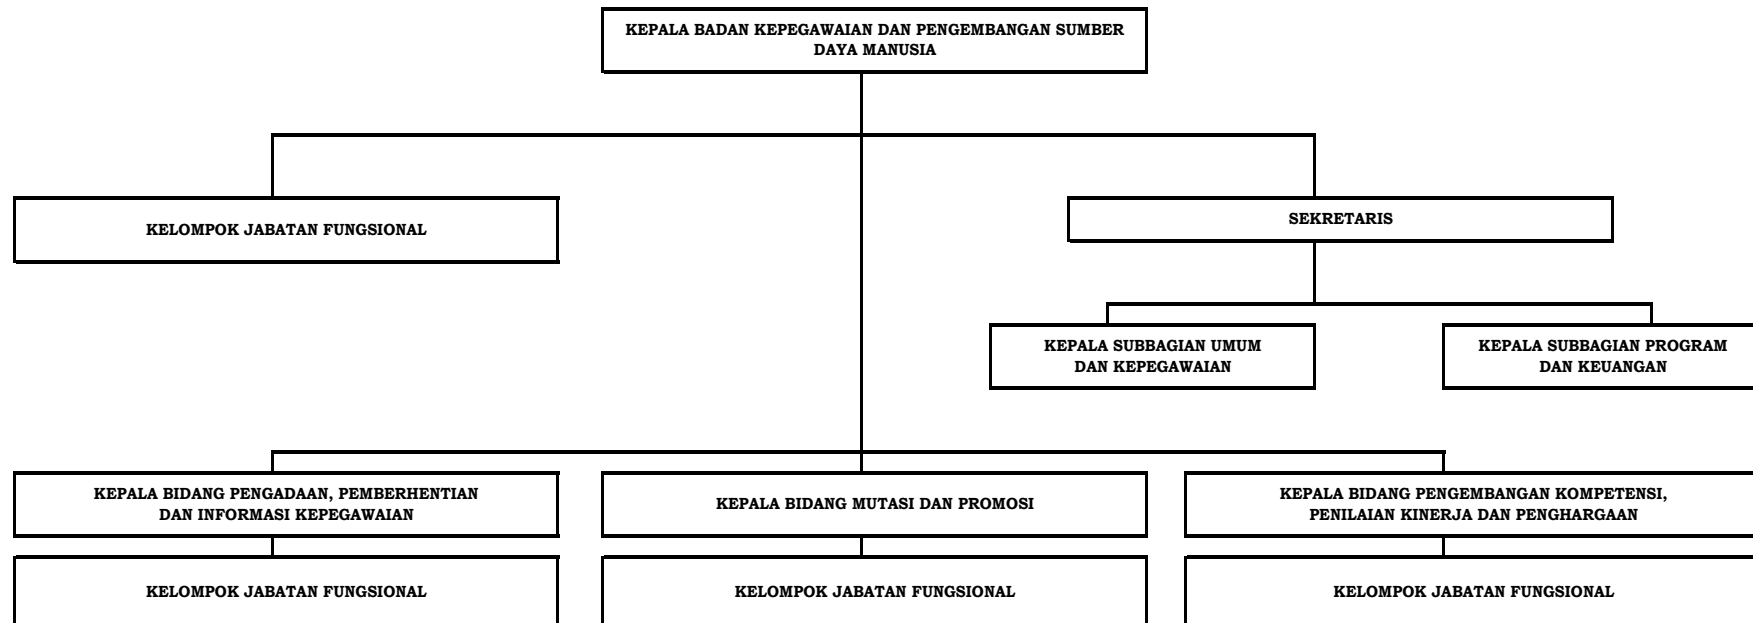 KEPALA BADAN KEPEGAWAIAN DAN PENGEMBANGAN SUMBER
DAYA MANUSIA
KELOMPOK JABATAN FUNGSIONAL
SEKRETARIS
KEPALA SUBBAGIAN UMUM
DAN KEPEGAWAIAN
KEPALA SUBBAGIAN PROGRAM
DAN KEUANGAN
KEPALA BIDANG PENGADAAN, PEMBERHENTIAN
DAN INFORMASI KEPEGAWAIAN
KEPALA BIDANG MUTASI DAN PROMOSI
KEPALA BIDANG PENGEMBANGAN KOMPETENSI,
PENILAIAN KINERJA DAN PENGHARGAAN
KELOMPOK JABATAN FUNGSIONAL
KELOMPOK JABATAN FUNGSIONAL
KELOMPOK JABATAN FUNGSIONAL